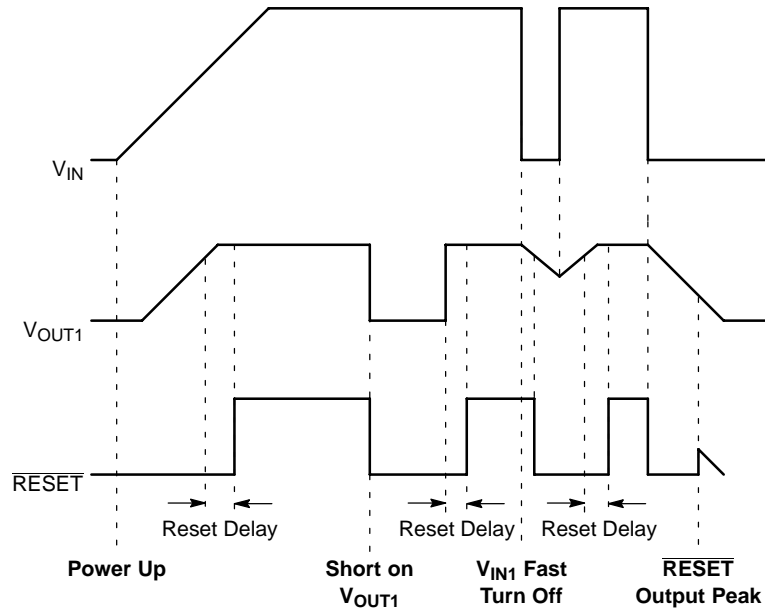 VIN
VOUT1
RESET
Reset Delay
Reset Delay
Reset Delay
Power Up
Short on
VOUT1
VIN1 Fast
Turn Off
RESET
Output Peak